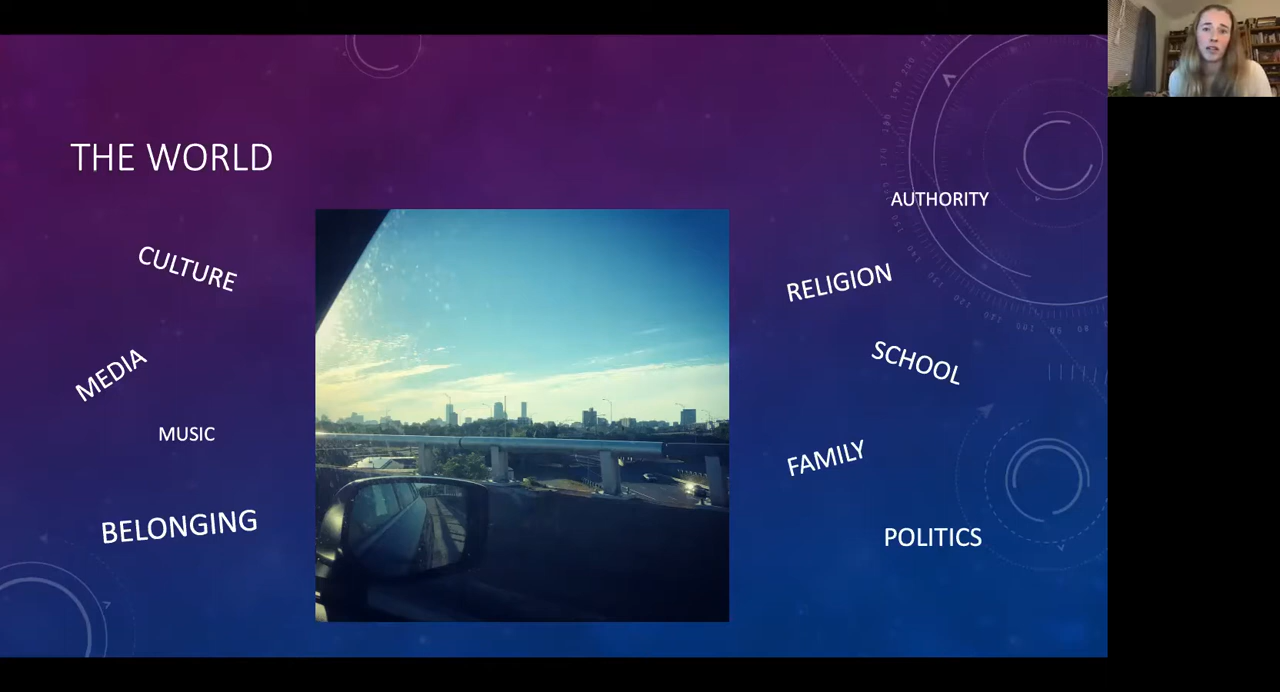 THE WORLD
CULTURE
MEDIA
MUSIC
BELONGING
AUTHORITY
RELIGION
SCHOOL
FAMILY
POLITICS